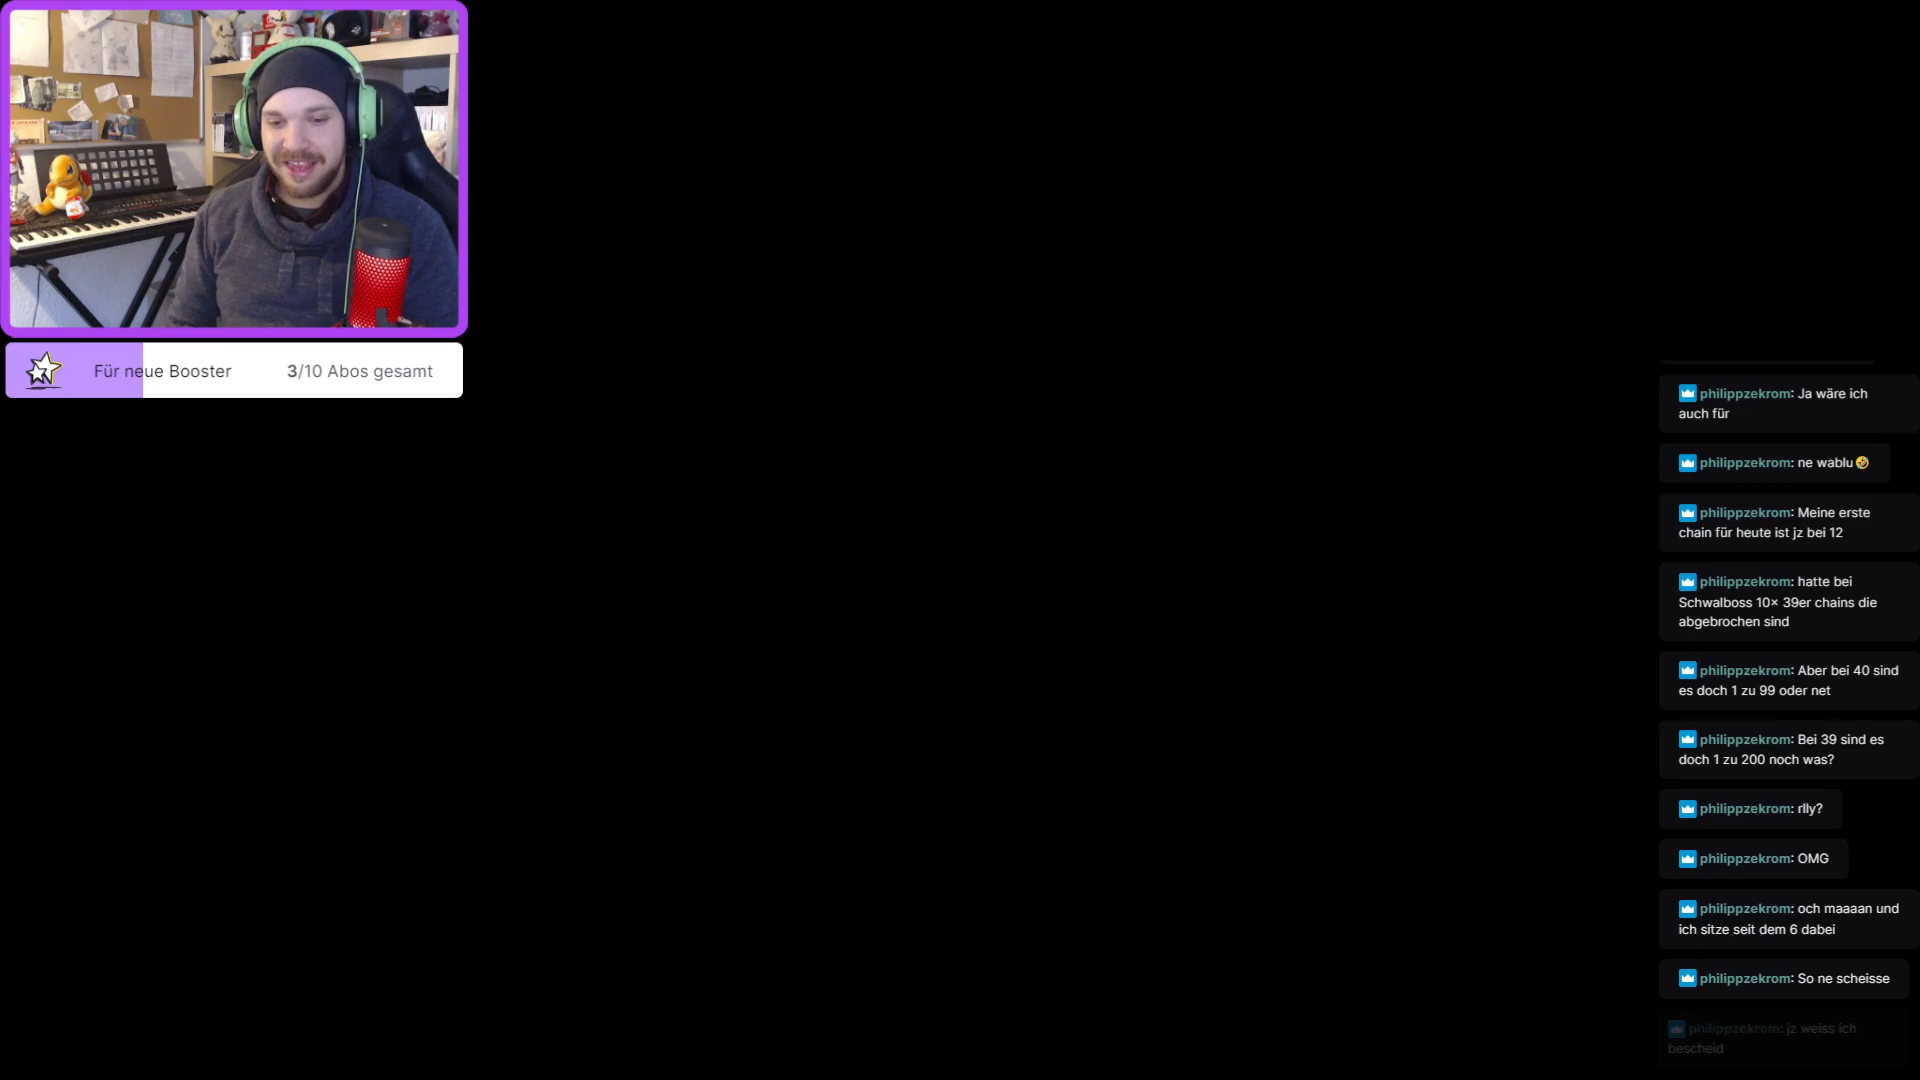 Für neue Booster 3/10 Abos gesamt
philippzekrom: Ja wäre ich
auch für
philippzekrom: ne wablu🤣
philippzekrom: Meine erste
chain für heute ist jz bei 12
philippzekrom: hatte bei
Schwalboss 10× 39er chains die
abgebrochen sind
philippzekrom: Aber bei 40 sind
es doch 1 zu 99 oder net
philippzekrom: Bei 39 sind es
doch 1 zu 200 noch was?
philippzekrom: rlly?
philippzekrom: OMG
philippzekrom: och maaaan und
ich sitze seit dem 6 dabei
philippzekrom: So ne scheisse
philippzekrom: jz weiss ich
bescheid